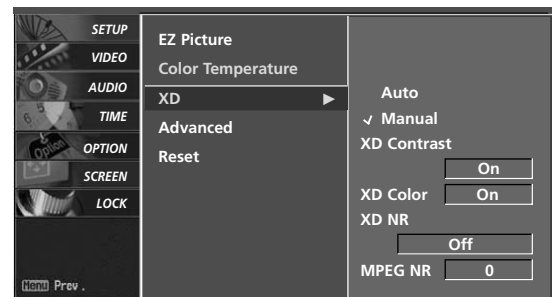 SETUP
VIDEO
AUDIO
TIME
OPTION
SCREEN
LOCK
Menu Prev.
EZ Picture
Color Temperature
XD ▶
Advanced
Reset
Auto
✓ Manual
XD Contrast
On
XD Color On
XD NR
Off
MPEG NR 0